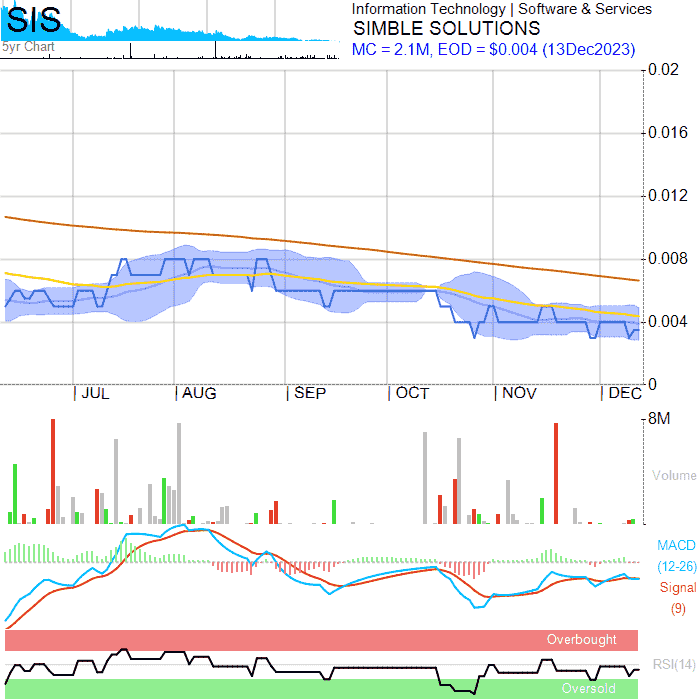 SIS
5yr Chart
Information Technology | Software & Services
SIMBLE SOLUTIONS
MC = 2.1M, EOD = $0.004 (13Dec2023)
0.02
0.016
0.012
0.008
0.004
0
JUL AUG SEP OCT NOV DEC
8M
Volume
MACD
(12-26)
Signal
(9)
Overbought
RSI(14)
Oversold